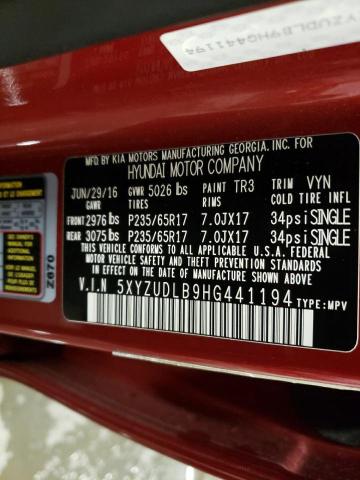 YZUDLB9HG441194
MFD. BY KIA MOTORS MANUFACTURING GEORGIA, INC. FOR
HYUNDAI MOTOR COMPANY
JUN/29/16 GVWR 5026 lbs PAINT TR3 TRIM VYN
GAWR TIRES RIMS COLD TIRE INFL
FRONT 2976 lbs P235/65R17 7.0JX17 34psi SINGLE
REAR 3075 lbs P235/65R17 7.0JX17 34psi SINGLE
THIS VEHICLE CONFORMS TO ALL APPLICABLE U.S.A. FEDERAL
MOTOR VEHICLE SAFETY AND THEFT PREVENTION STANDARDS
IN EFFECT ON THE DATE OF MANUFACTURE SHOWN ABOVE.
V.I.N 5XYZUDLB9HG441194 TYPE:MPV
Z670